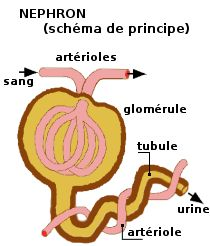 NEPHRON
(schéma de principe)
artérioles
sang
glomérule
tubule
urine
artériole